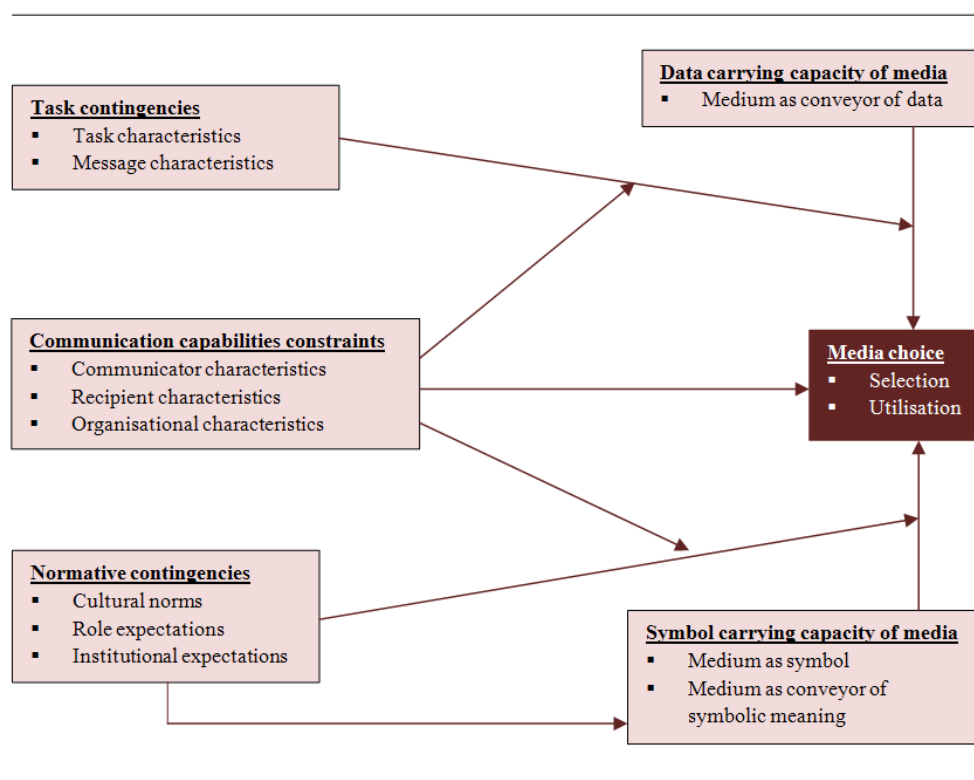 Data carrying capacity of media
▪ Medium as conveyor of data
Task contingencies
▪ Task characteristics
▪ Message characteristics
Communication capabilities constraints
▪ Communicator characteristics
▪ Recipient characteristics
▪ Organisational characteristics
Media choice
▪ Selection
▪ Utilisation
Normative contingencies
▪ Cultural norms
▪ Role expectations
▪ Institutional expectations
Symbol carrying capacity of media
▪ Medium as symbol
▪ Medium as conveyor of
symbolic meaning